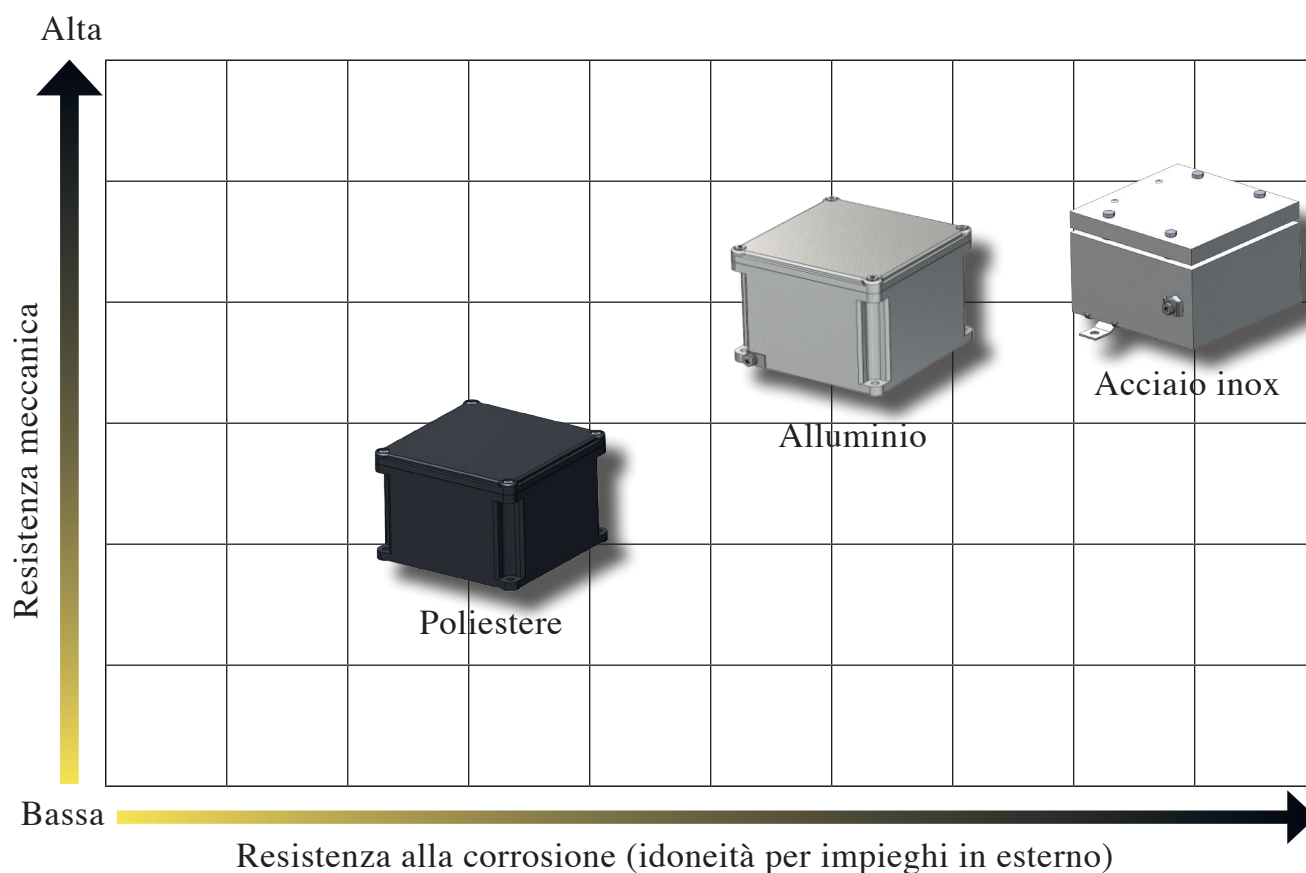 Alta
Resistenza meccanica
Acciaio inox
Alluminio
Poliestere
Bassa
Resistenza alla corrosione (idoneità per impieghi in esterno)